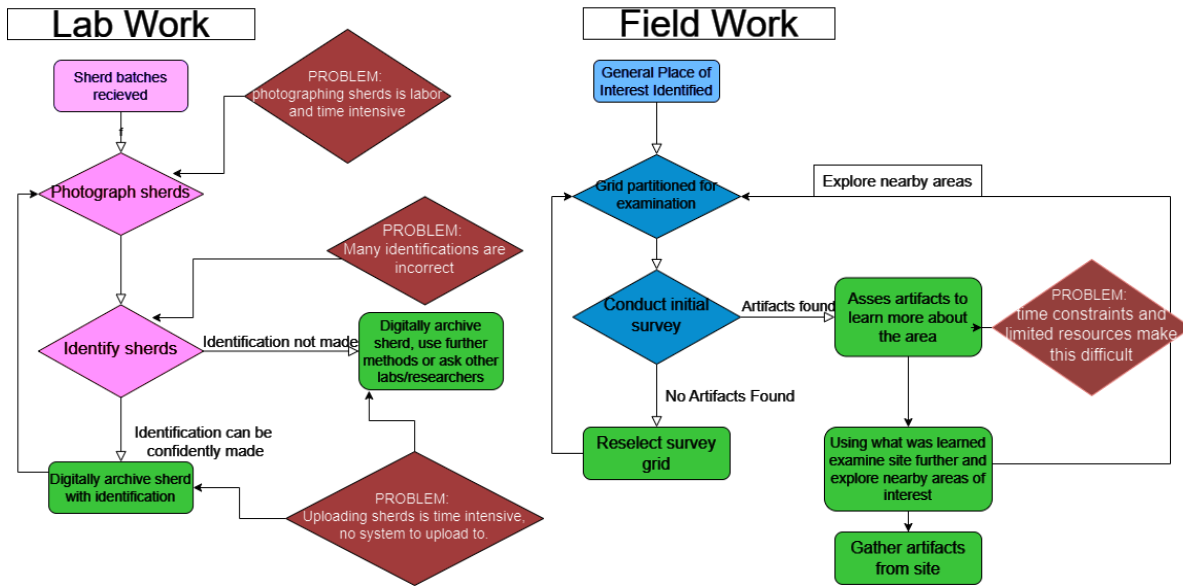 Lab Work
Sherd batches
recieved
PROBLEM:
photographing sherds is labor
and time intensive
Photograph sherds
PROBLEM:
Many identifications are
incorrect
Identify sherds
Identification not made
Digitally archive
sherd, use further
methods or ask other
labs/researchers
Identification can be
confidently made
Digitally archive sherd
with identification
PROBLEM:
Uploading sherds is time intensive,
no system to upload to.
Field Work
General Place of
Interest Identified
Grid partitioned for
examination
Explore nearby areas
Conduct initial
survey
Artifacts found
Asses artifacts to
learn more about
the area
PROBLEM:
time constraints and
limited resources make
this difficult
No Artifacts Found
Reselect survey
grid
Using what was learned
examine site further and
explore nearby areas of
interest
Gather artifacts
from site